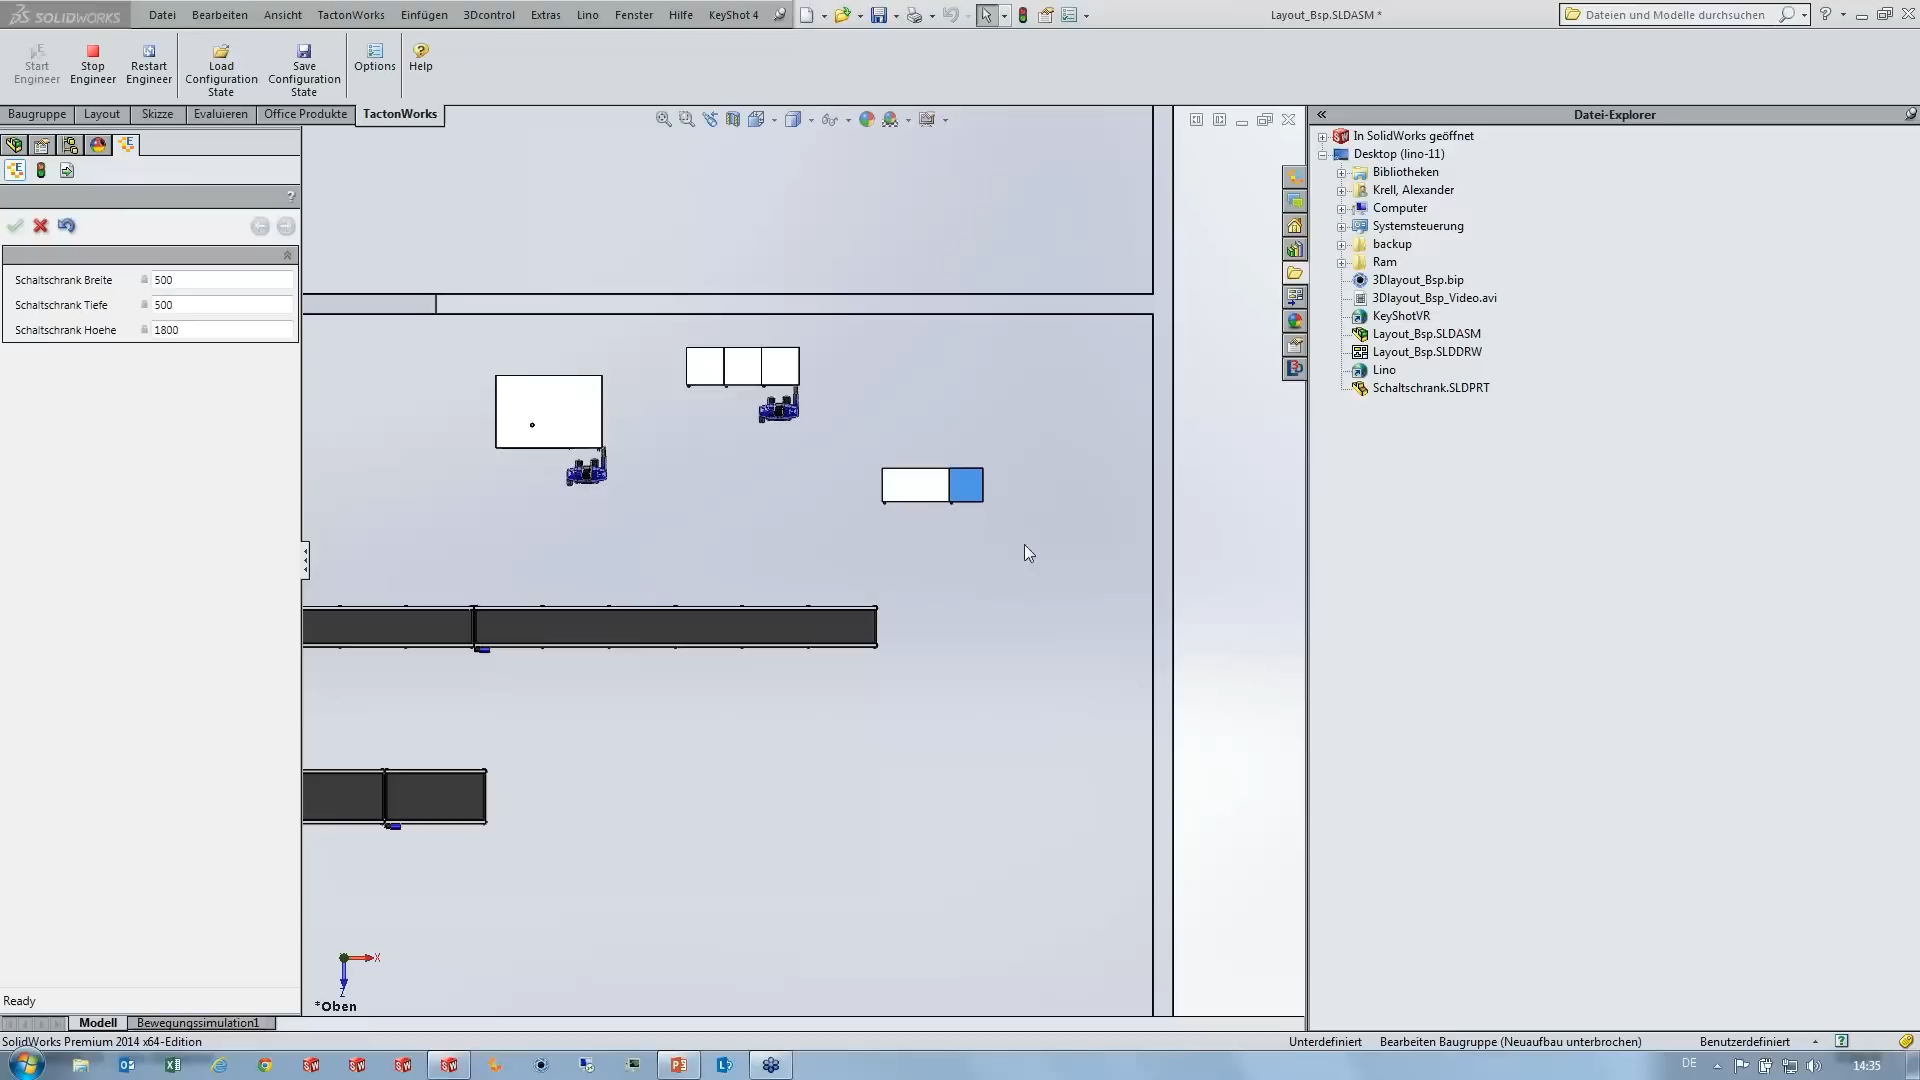 SOLIDWORKS
Datei Bearbeiten Ansicht TactonWorks Einfügen 3Dcontrol Extras Lino Fenster Hilfe KeyShot 4
Layout_Bsp.SLDASM *
Dateien und Modelle durchsuchen
Start Engineer
Stop Engineer
Restart Engineer
Load Configuration State
Save Configuration State
Options
Help
Baugruppe Layout Skizze Evaluieren Office Produkte TactonWorks
Schaltschrank Breite 500
Schaltschrank Tiefe 500
Schaltschrank Hoehe 1800
X
Z
*Oben
Datei-Explorer
In SolidWorks geöffnet
Desktop (lino-11)
Bibliotheken
Krell, Alexander
Computer
Systemsteuerung
backup
Ram
3Dlayout_Bsp.bip
3Dlayout_Bsp_Video.avi
KeyShotVR
Layout_Bsp.SLDASM
Layout_Bsp.SLDDRW
Lino
Schaltschrank.SLDPRT
Ready
Modell Bewegungssimulation1
SolidWorks Premium 2014 x64-Edition
Unterdefiniert Bearbeiten Baugruppe (Neuaufbau unterbrochen) Benutzerdefiniert
DE 14:35